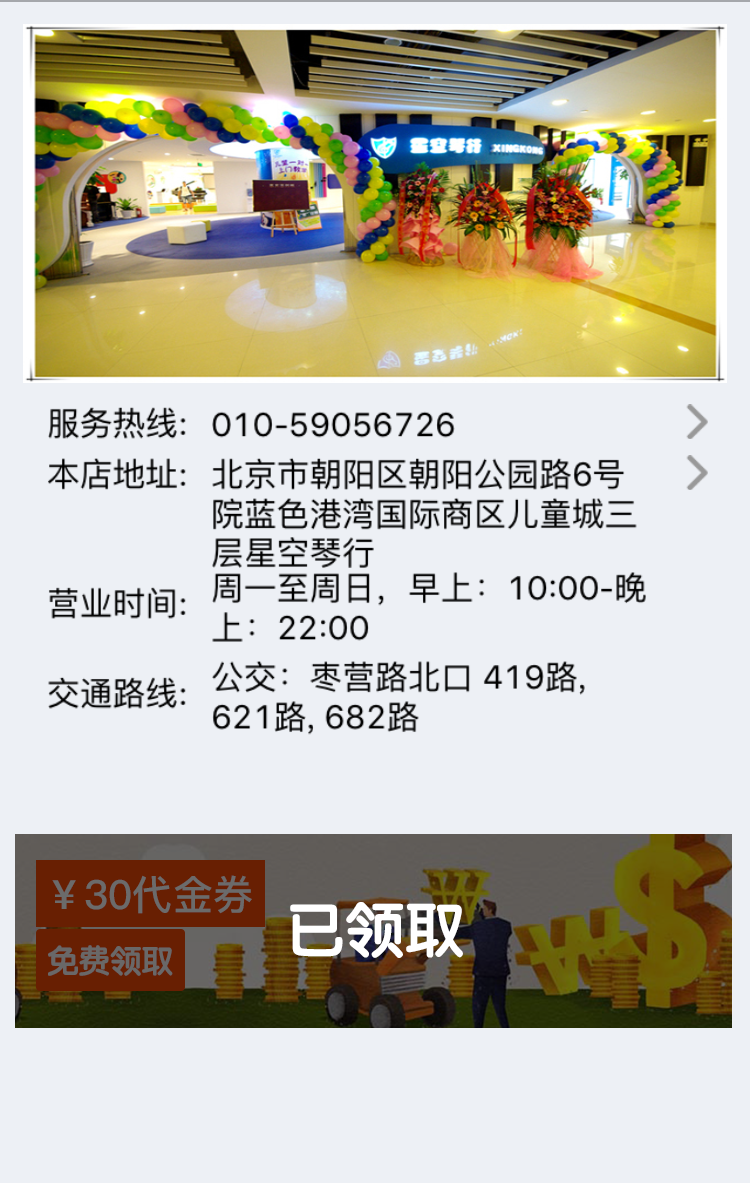 星空琴行 XINGKONG
服务热线: 010-59056726
本店地址: 北京市朝阳区朝阳公园路6号
院蓝色港湾国际商区儿童城三
层星空琴行
营业时间: 周一至周日，早上：10:00-晚
上：22:00
交通路线: 公交：枣营路北口 419路,
621路, 682路
￥30代金券
免费领取
已领取